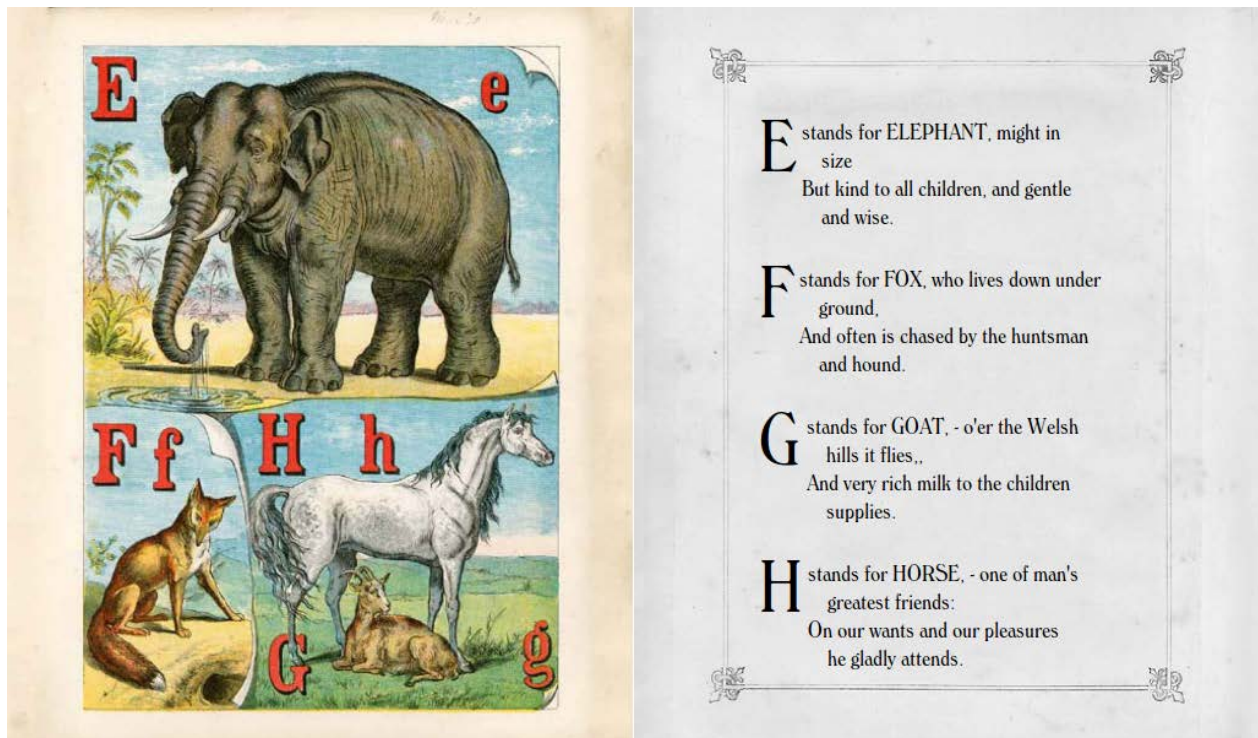 E e
F f
H h
G g
E stands for ELEPHANT, might in
size
But kind to all children, and gentle
and wise.
F stands for FOX, who lives down under
ground,
And often is chased by the huntsman
and hound.
G stands for GOAT, - o'er the Welsh
hills it flies,,
And very rich milk to the children
supplies.
H stands for HORSE, - one of man's
greatest friends:
On our wants and our pleasures
he gladly attends.